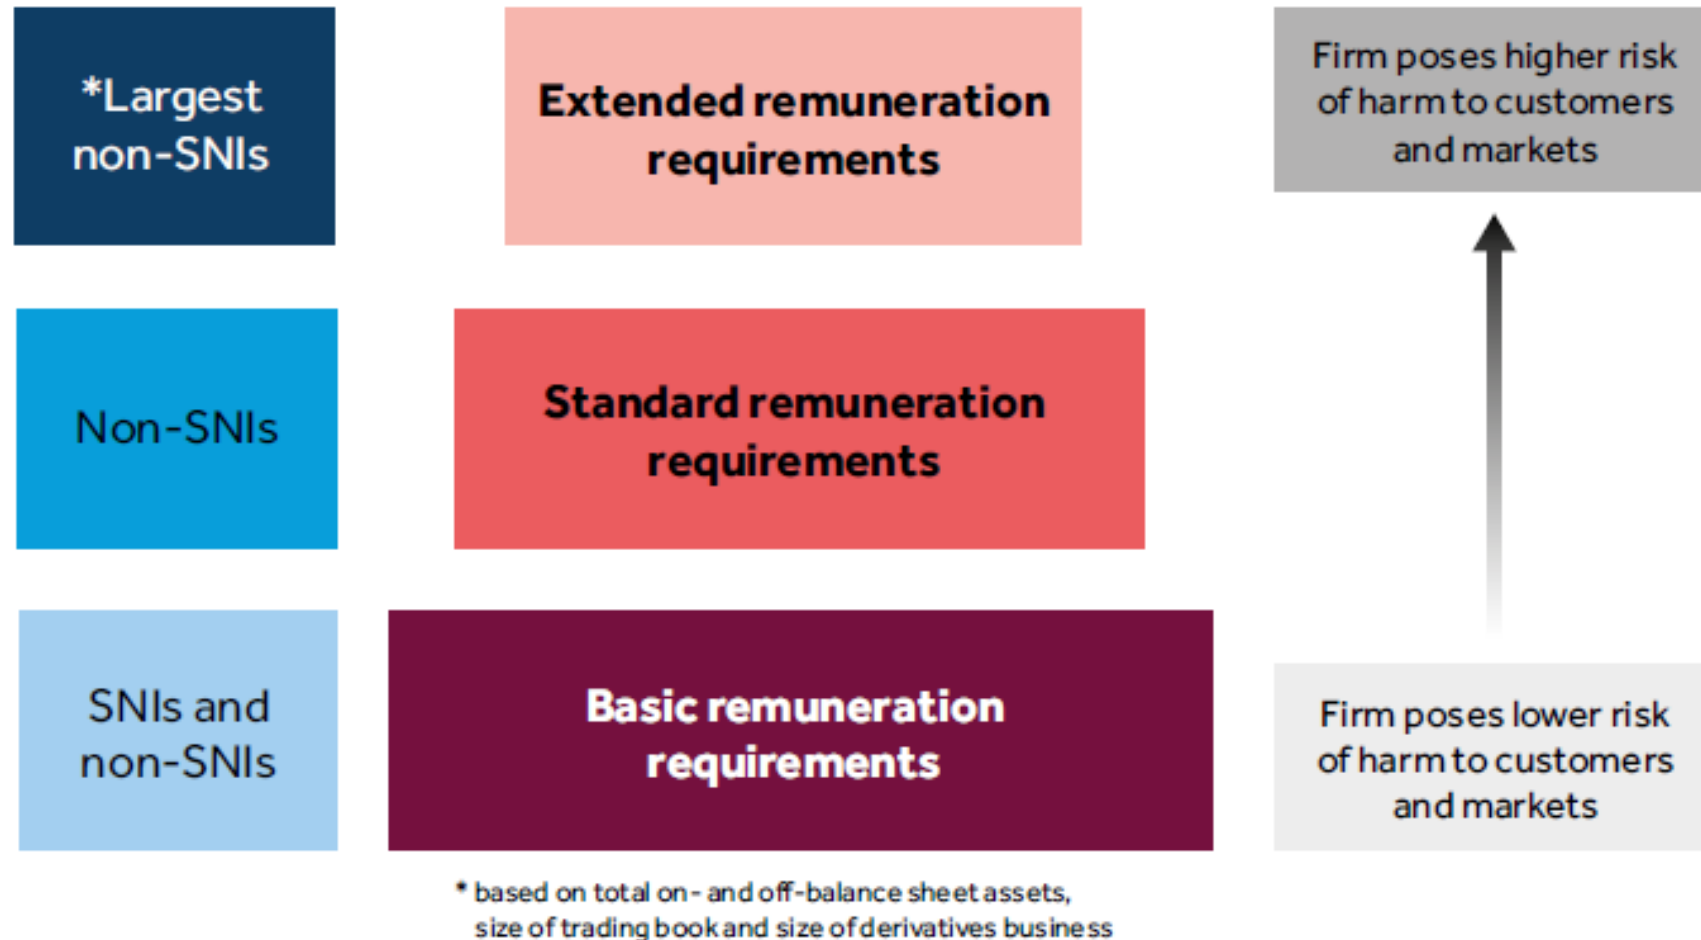 *Largest
non-SNIs
Extended remuneration
requirements
Firm poses higher risk
of harm to customers
and markets
Non-SNIs
Standard remuneration
requirements
SNIs and
non-SNIs
Basic remuneration
requirements
Firm poses lower risk
of harm to customers
and markets
* based on total on- and off-balance sheet assets,
size of trading book and size of derivatives business